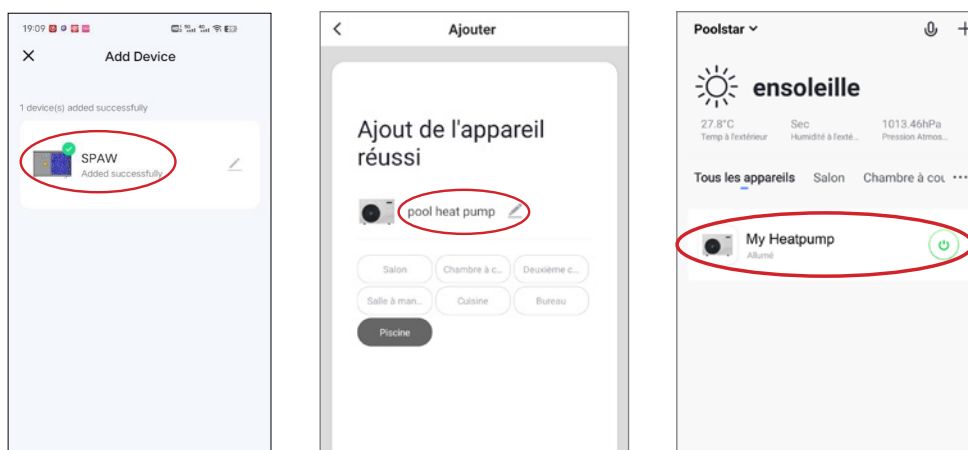 19:09
Add Device
1 device(s) added successfully
SPAW
Added successfully
Ajouter
Ajout de l'appareil
réussi
pool heat pump
Salon
Chambre à c...
Deuxième c...
Salle à man...
Cuisine
Bureau
Piscine
Poolstar
ensoleille
27.8°C
Sec
1013.46hPa
Temp à l'extérieur
Humidité à l'exté...
Pression Atmos...
Tous les appareils
Salon
Chambre à cou
My Heatpump
Allumé